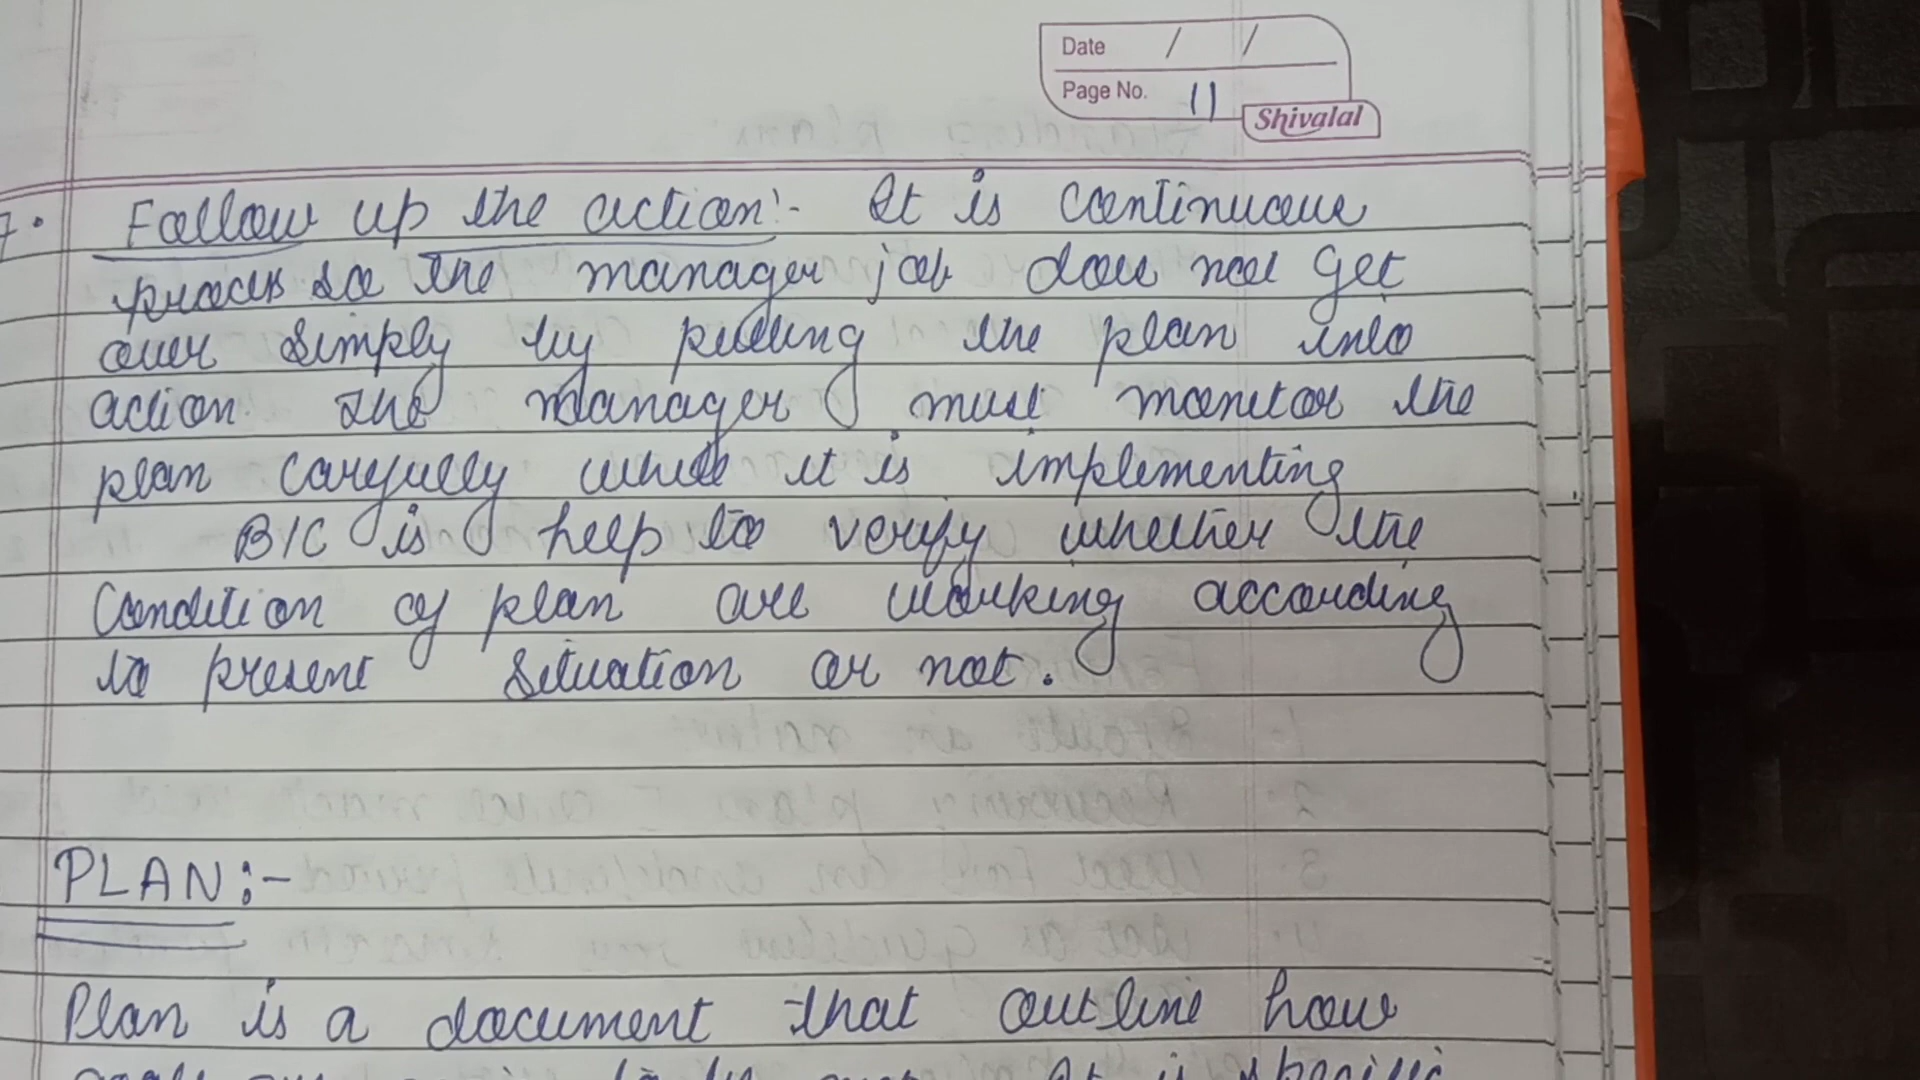 Date / /
Page No. 11
Shivalal
7. Follow up the action:- It is continuous
process so the manager job does not get
over simply by putting the plan into
action. The manager must monitor the
plan carefully while it is implementing
B/C is help to verify whether the
Condition of plan are working according
to present situation or not.
PLAN:-
Plan is a document that outline how
It is specific